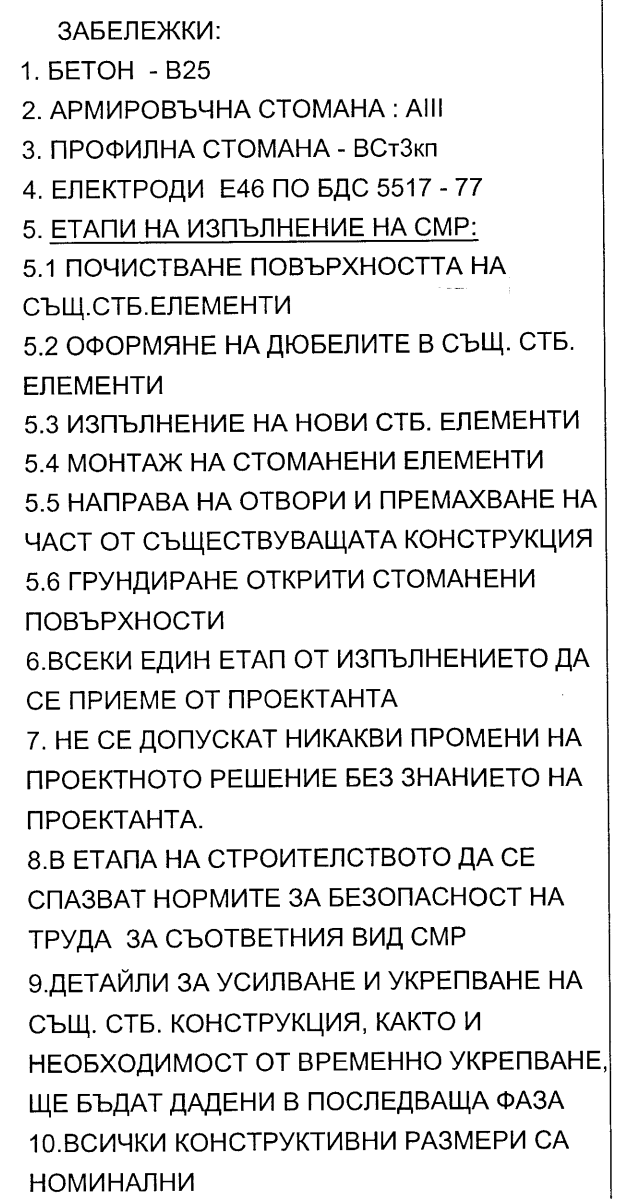 ЗАБЕЛЕЖКИ:
1. БЕТОН - В25
2. АРМИРОВЪЧНА СТОМАНА : АIII
3. ПРОФИЛНА СТОМАНА - ВСт3кп
4. ЕЛЕКТРОДИ Е46 ПО БДС 5517 - 77
5. ЕТАПИ НА ИЗПЪЛНЕНИЕ НА СМР:
5.1 ПОЧИСТВАНЕ ПОВЪРХНОСТТА НА
СЪЩ.СТБ.ЕЛЕМЕНТИ
5.2 ОФОРМЯНЕ НА ДЮБЕЛИТЕ В СЪЩ. СТБ.
ЕЛЕМЕНТИ
5.3 ИЗПЪЛНЕНИЕ НА НОВИ СТБ. ЕЛЕМЕНТИ
5.4 МОНТАЖ НА СТОМАНЕНИ ЕЛЕМЕНТИ
5.5 НАПРАВА НА ОТВОРИ И ПРЕМАХВАНЕ НА
ЧАСТ ОТ СЪЩЕСТВУВАЩАТА КОНСТРУКЦИЯ
5.6 ГРУНДИРАНЕ ОТКРИТИ СТОМАНЕНИ
ПОВЪРХНОСТИ
6.ВСЕКИ ЕДИН ЕТАП ОТ ИЗПЪЛНЕНИЕТО ДА
СЕ ПРИЕМЕ ОТ ПРОЕКТАНТА
7. НЕ СЕ ДОПУСКАТ НИКАКВИ ПРОМЕНИ НА
ПРОЕКТНОТО РЕШЕНИЕ БЕЗ ЗНАНИЕТО НА
ПРОЕКТАНТА.
8.В ЕТАПА НА СТРОИТЕЛСТВОТО ДА СЕ
СПАЗВАТ НОРМИТЕ ЗА БЕЗОПАСНОСТ НА
ТРУДА ЗА СЪОТВЕТНИЯ ВИД СМР
9.ДЕТАЙЛИ ЗА УСИЛВАНЕ И УКРЕПВАНЕ НА
СЪЩ. СТБ. КОНСТРУКЦИЯ, КАКТО И
НЕОБХОДИМОСТ ОТ ВРЕМЕННО УКРЕПВАНЕ,
ЩЕ БЪДАТ ДАДЕНИ В ПОСЛЕДВАЩА ФАЗА
10.ВСИЧКИ КОНСТРУКТИВНИ РАЗМЕРИ СА
НОМИНАЛНИ